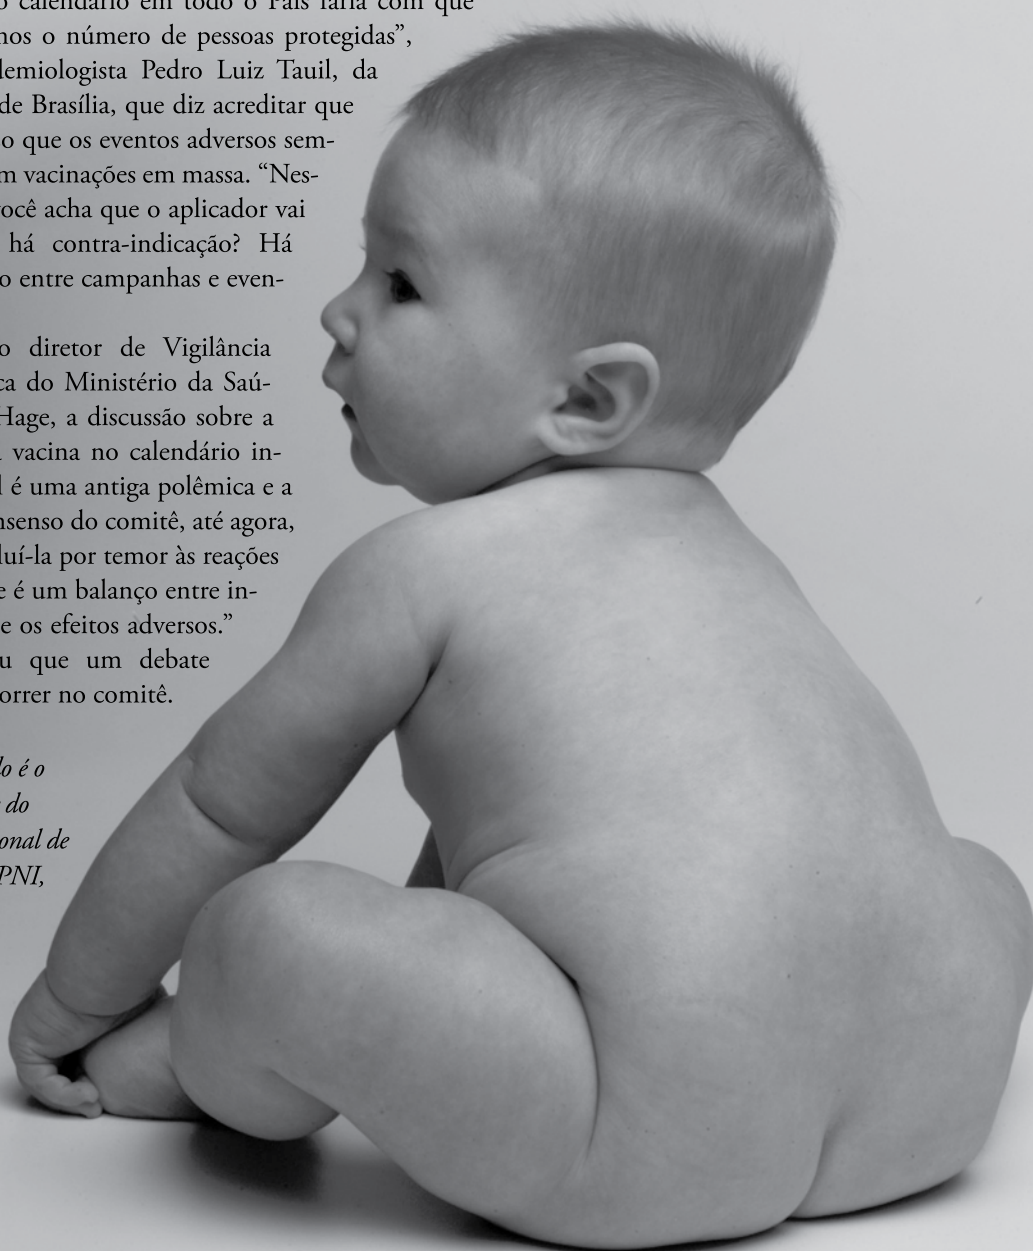 calendário em todo o País faria com que
o número de pessoas protegidas”,
Pedro Luiz Tauil, da
de Brasília, que diz acreditar que
o que os eventos adversos sem-
vacinações em massa. “Nes-
acha que o aplicador vai
há contra-indicação? Há
o entre campanhas e even-
o diretor de Vigilância
do Ministério da Saú-
Hage, a discussão sobre a
vacina no calendário in-
é uma antiga polêmica e a
do comitê, até agora,
por temor às reações
e é um balanço entre in-
e os efeitos adversos.”
que um debate
no comitê.
é o
do
de
PNI,